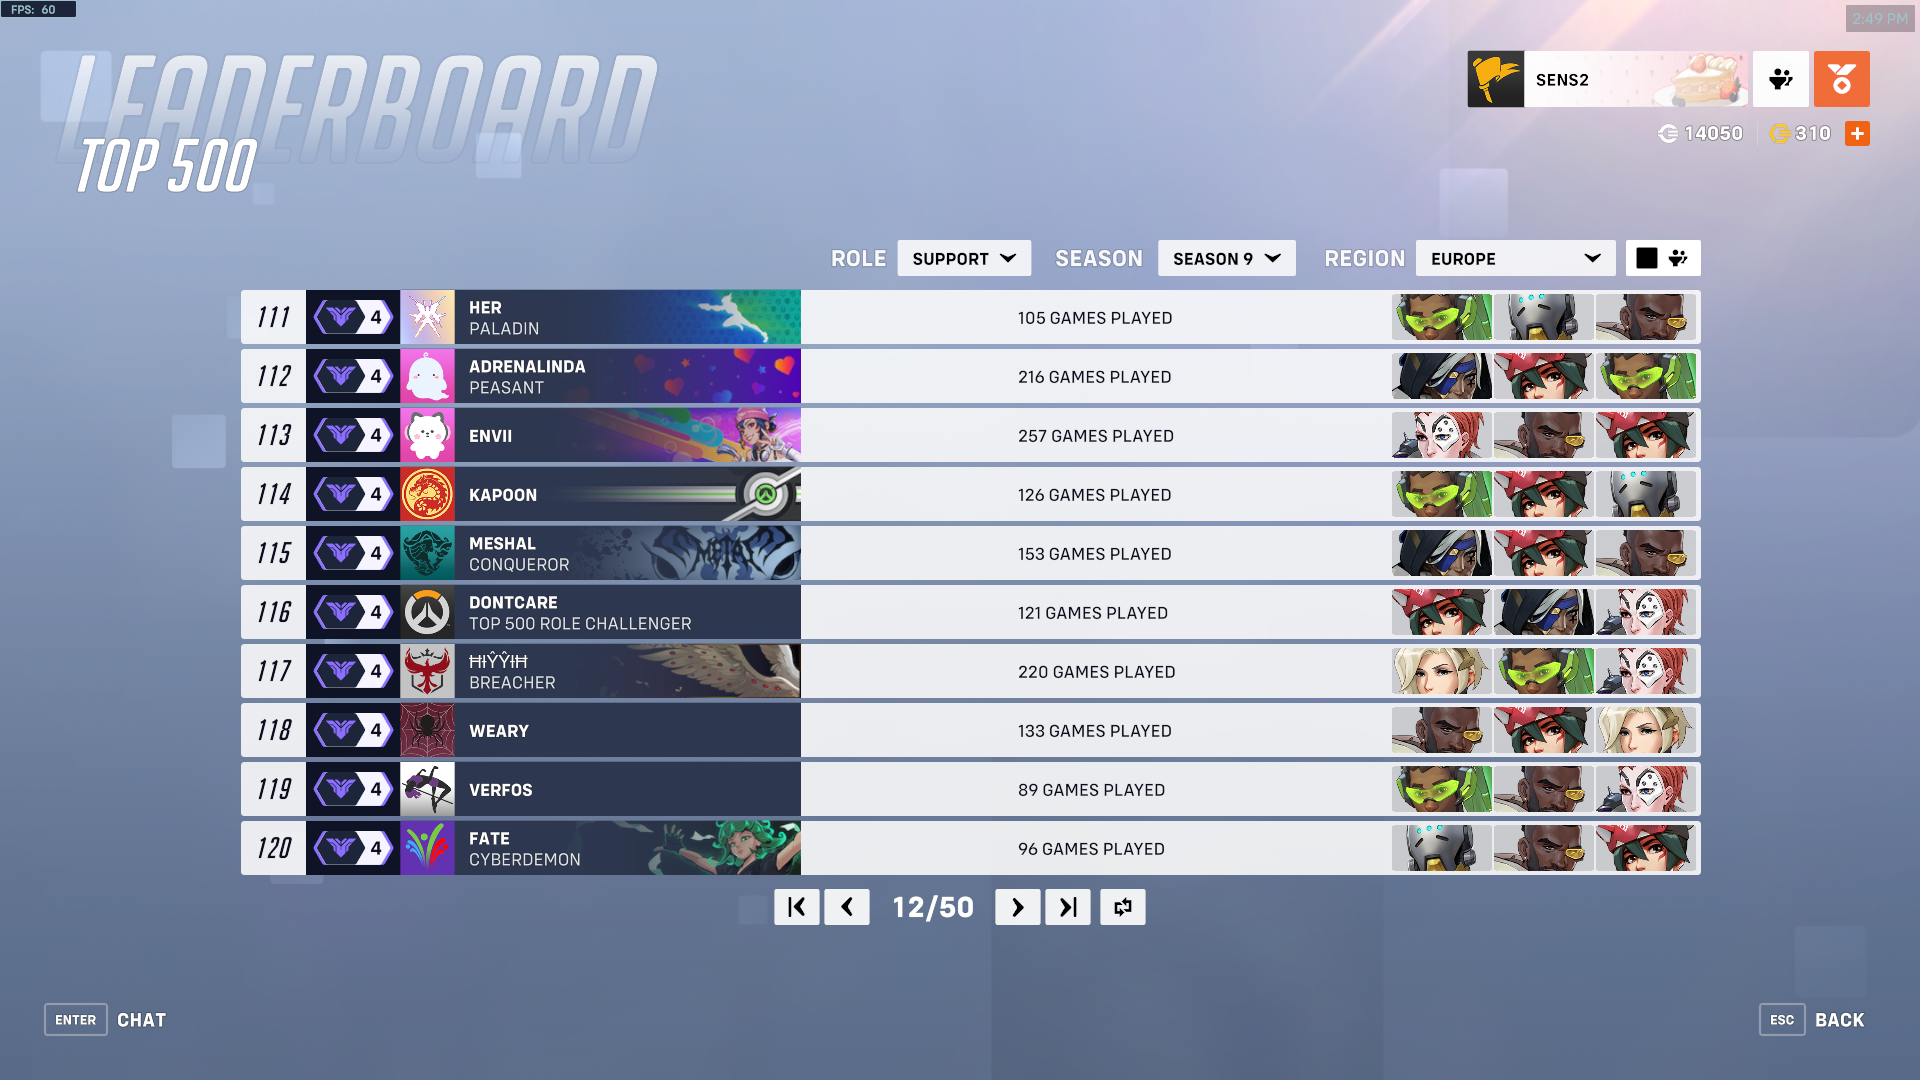 FPS: 60
2:49 PM
LEADERBOARD
TOP 500
SENS2
14050
310
ROLE
SUPPORT
SEASON
SEASON 9
REGION
EUROPE
111
4
HER
PALADIN
105 GAMES PLAYED
112
4
ADRENALINDA
PEASANT
216 GAMES PLAYED
113
4
ENVII
257 GAMES PLAYED
114
4
KAPOON
126 GAMES PLAYED
115
4
MESHAL
CONQUEROR
METAL
153 GAMES PLAYED
116
4
DONTCARE
TOP 500 ROLE CHALLENGER
121 GAMES PLAYED
117
4
ĦIŶŶIĦ
BREACHER
220 GAMES PLAYED
118
4
WEARY
133 GAMES PLAYED
119
4
VERFOS
89 GAMES PLAYED
120
4
FATE
CYBERDEMON
96 GAMES PLAYED
12/50
ENTER
CHAT
ESC
BACK